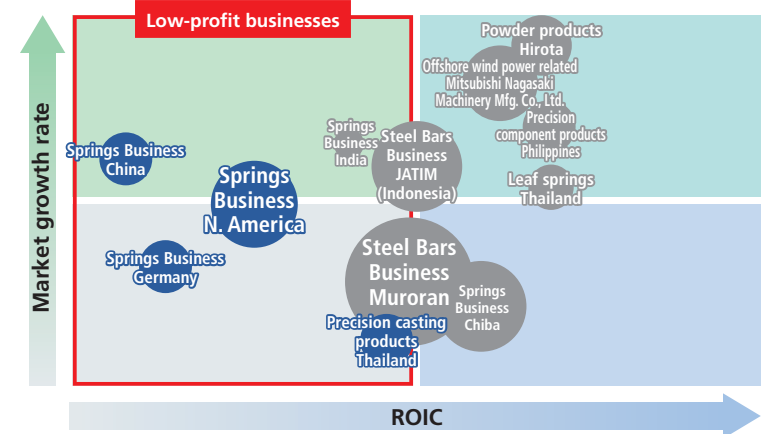 Low-profit businesses
Market growth rate
Powder products
Hirota
Offshore wind power related
Mitsubishi Nagasaki
Machinery Mfg. Co., Ltd.
Precision
component products
Philippines
Springs
Business
India
Steel Bars
Business
JATIM
(Indonesia)
Springs Business
China
Springs
Business
N. America
Leaf springs
Thailand
Springs Business
Germany
Steel Bars
Business
Muroran
Springs
Business
Chiba
Precision casting
products
Thailand
ROIC